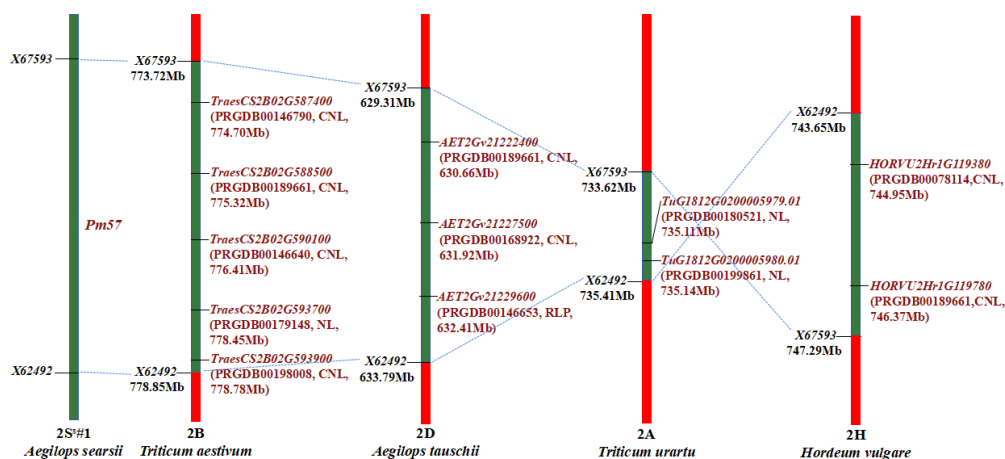 X67593
Pm57
X62492
2Sˢ#1
Aegilops searsii
X67593
773.72Mb
TraesCS2B02G587400
(PRGDB00146790, CNL,
774.70Mb)
TraesCS2B02G588500
(PRGDB00189661, CNL,
775.32Mb)
TraesCS2B02G590100
(PRGDB00146640, CNL,
776.41Mb)
TraesCS2B02G593700
(PRGDB00179148, NL,
778.45Mb)
TraesCS2B02G593900
(PRGDB00198008, CNL,
778.78Mb)
X62492
778.85Mb
2B
Triticum aestivum
X67593
629.31Mb
AET2Gv21222400
(PRGDB00189661, CNL,
630.66Mb)
AET2Gv21227500
(PRGDB00168922, CNL,
631.92Mb)
AET2Gv21229600
(PRGDB00146653, RLP,
632.41Mb)
X62492
633.79Mb
2D
Aegilops tauschii
X67593
733.62Mb
TuG1812G0200005979.01
(PRGDB00180521, NL,
735.11Mb)
TuG1812G0200005980.01
(PRGDB00199861, NL,
735.14Mb)
X62492
735.41Mb
2A
Triticum urartu
X62492
743.65Mb
HORVU2Hr1G119380
(PRGDB00078114,CNL,
744.95Mb)
HORVU2Hr1G119780
(PRGDB00189661,CNL,
746.37Mb)
X67593
747.29Mb
2H
Hordeum vulgare